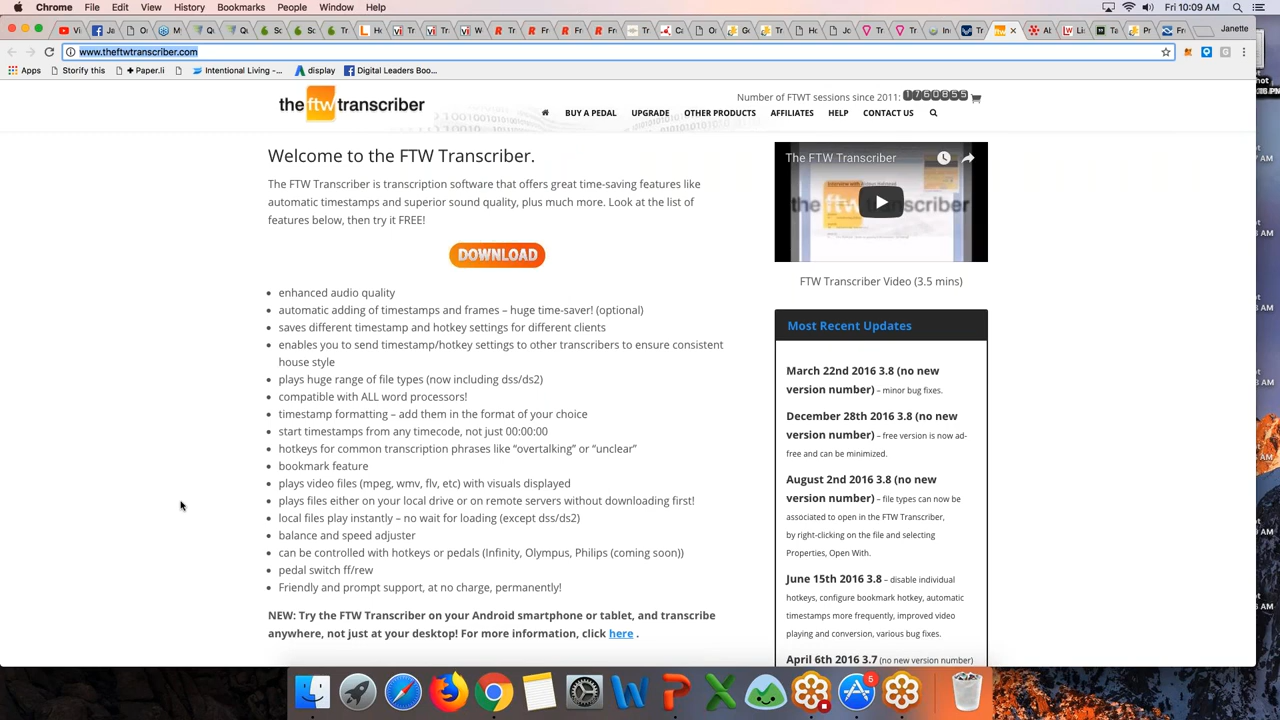 Chrome File Edit View History Bookmarks People Window Help
Fri 10:09 AM
Janette
www.theftwtranscriber.com
Apps Storify this + Paper.li Intentional Living -... display Digital Leaders Boo...
the ftw transcriber
Number of FTWT sessions since 2011: 1760855
BUY A PEDAL UPGRADE OTHER PRODUCTS AFFILIATES HELP CONTACT US
Welcome to the FTW Transcriber.
The FTW Transcriber is transcription software that offers great time-saving features like
automatic timestamps and superior sound quality, plus much more. Look at the list of
features below, then try it FREE!
DOWNLOAD
• enhanced audio quality
• automatic adding of timestamps and frames – huge time-saver! (optional)
• saves different timestamp and hotkey settings for different clients
• enables you to send timestamp/hotkey settings to other transcribers to ensure consistent
house style
• plays huge range of file types (now including dss/ds2)
• compatible with ALL word processors!
• timestamp formatting – add them in the format of your choice
• start timestamps from any timecode, not just 00:00:00
• hotkeys for common transcription phrases like “overtalking” or “unclear”
• bookmark feature
• plays video files (mpeg, wmv, flv, etc) with visuals displayed
• plays files either on your local drive or on remote servers without downloading first!
• local files play instantly – no wait for loading (except dss/ds2)
• balance and speed adjuster
• can be controlled with hotkeys or pedals (Infinity, Olympus, Philips (coming soon))
• pedal switch ff/rew
• Friendly and prompt support, at no charge, permanently!
NEW: Try the FTW Transcriber on your Android smartphone or tablet, and transcribe
anywhere, not just at your desktop! For more information, click here .
The FTW Transcriber
FTW Transcriber Video (3.5 mins)
Most Recent Updates
March 22nd 2016 3.8 (no new
version number) – minor bug fixes.
December 28th 2016 3.8 (no new
version number) – free version is now ad-
free and can be minimized.
August 2nd 2016 3.8 (no new
version number) – file types can now be
associated to open in the FTW Transcriber,
by right-clicking on the file and selecting
Properties, Open With.
June 15th 2016 3.8 – disable individual
hotkeys, configure bookmark hotkey, automatic
timestamps more frequently, improved video
playing and conversion, various bug fixes.
April 6th 2016 3.7 (no new version number)
5